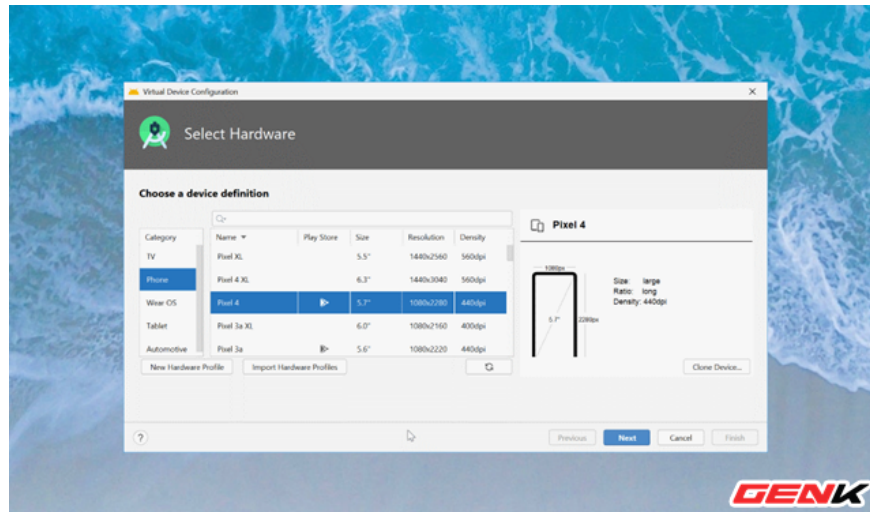 Virtual Device Configuration
Select Hardware
Choose a device definition
Category Name Play Store Size Resolution Density
TV Pixel XL 5.5" 1440x2560 560dpi
Phone Pixel 4 XL 6.3" 1440x3040 560dpi
Wear OS Pixel 4 5.7" 1080x2280 440dpi
Tablet Pixel 3a XL 6.0" 1080x2160 400dpi
Automotive Pixel 3a 5.6" 1080x2220 440dpi
New Hardware Profile Import Hardware Profiles
Pixel 4
1080px
5.7"
2280px
Size: large
Ratio: long
Density: 440dpi
Clone Device...
? Previous Next Cancel Finish
GENK